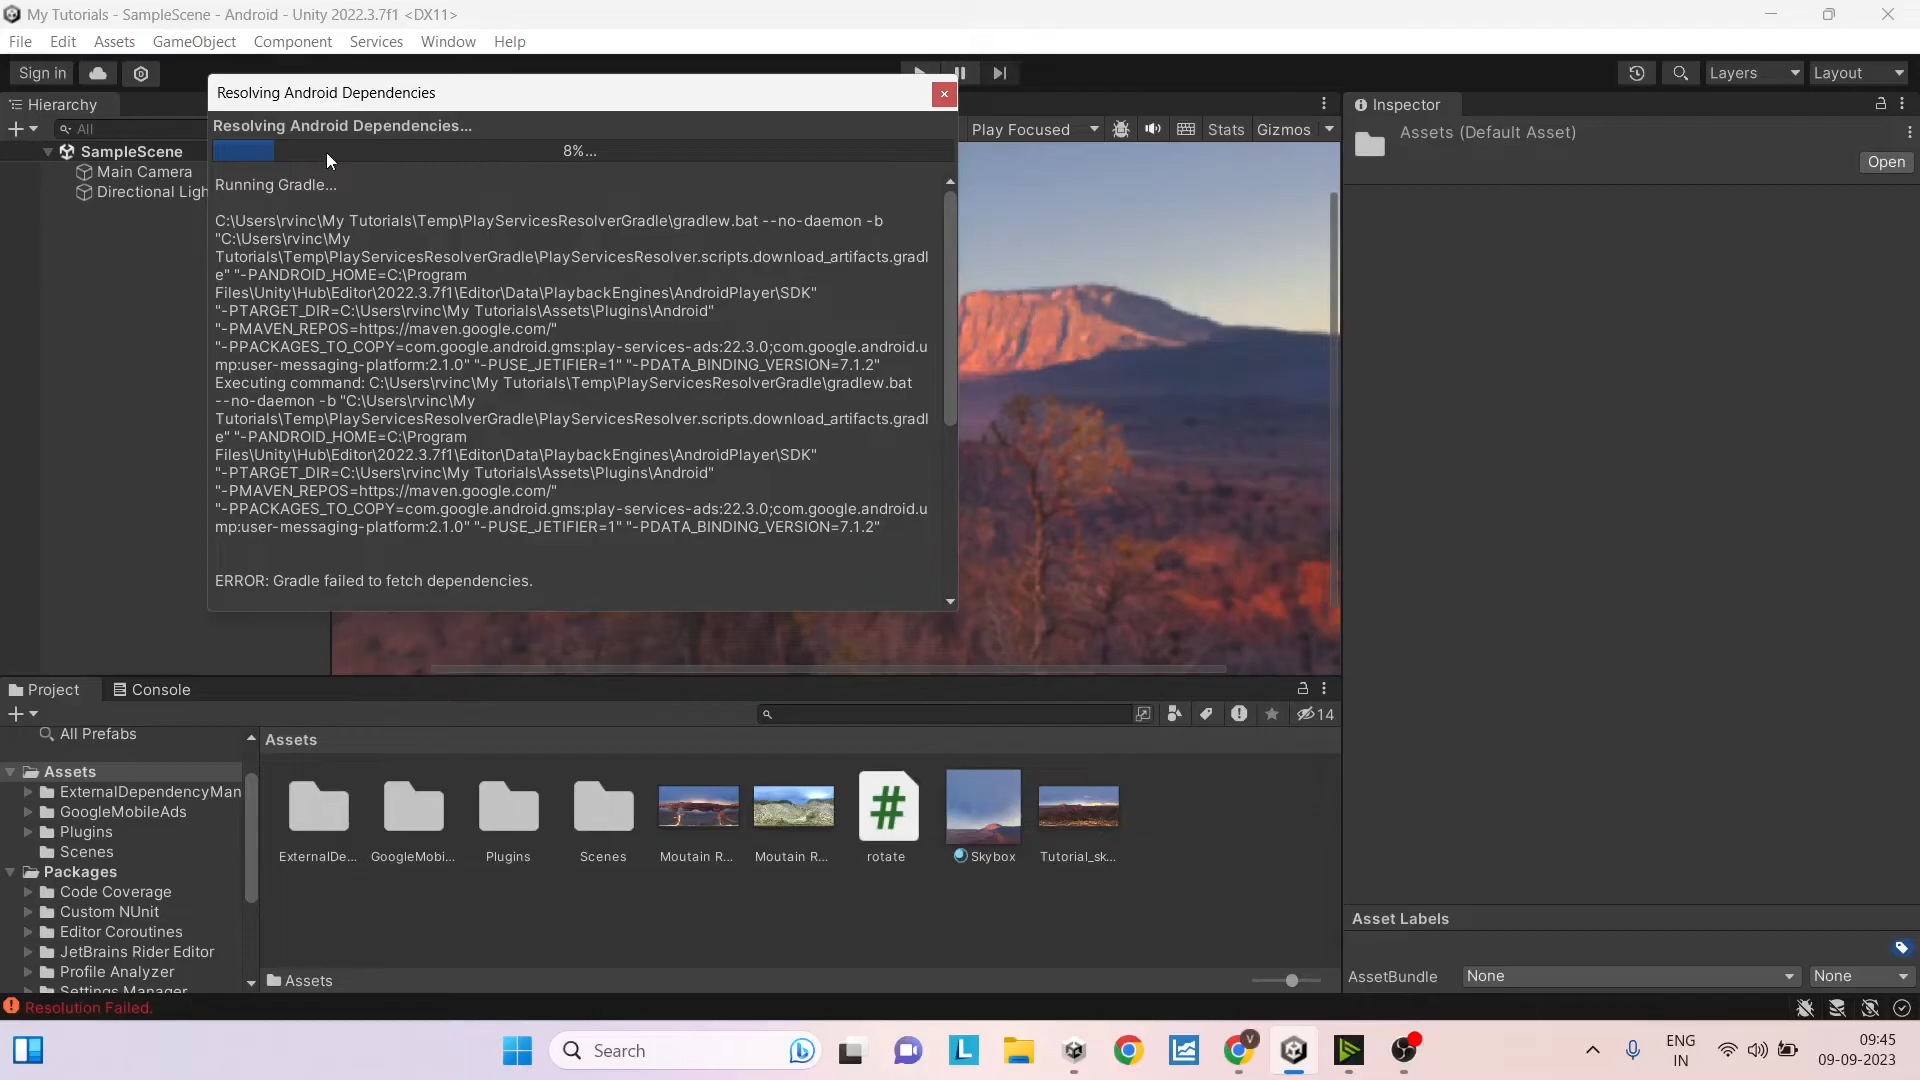 My Tutorials - SampleScene - Android - Unity 2022.3.7f1 <DX11>
File Edit Assets GameObject Component Services Window Help
Sign in
Layers
Layout
Hierarchy
All
SampleScene
Main Camera
Directional Ligh
Resolving Android Dependencies
Resolving Android Dependencies...
8%...
Running Gradle...
C:\Users\rvinc\My Tutorials\Temp\PlayServicesResolverGradle\gradlew.bat --no-daemon -b
"C:\Users\rvinc\My
Tutorials\Temp\PlayServicesResolverGradle\PlayServicesResolver.scripts.download_artifacts.gradl
e" "-PANDROID_HOME=C:\Program
Files\Unity\Hub\Editor\2022.3.7f1\Editor\Data\PlaybackEngines\AndroidPlayer\SDK"
"-PTARGET_DIR=C:\Users\rvinc\My Tutorials\Assets\Plugins\Android"
"-PMAVEN_REPOS=https://maven.google.com/"
"-PPACKAGES_TO_COPY=com.google.android.gms:play-services-ads:22.3.0;com.google.android.u
mp:user-messaging-platform:2.1.0" "-PUSE_JETIFIER=1" "-PDATA_BINDING_VERSION=7.1.2"
Executing command: C:\Users\rvinc\My Tutorials\Temp\PlayServicesResolverGradle\gradlew.bat
--no-daemon -b "C:\Users\rvinc\My
Tutorials\Temp\PlayServicesResolverGradle\PlayServicesResolver.scripts.download_artifacts.gradl
e" "-PANDROID_HOME=C:\Program
Files\Unity\Hub\Editor\2022.3.7f1\Editor\Data\PlaybackEngines\AndroidPlayer\SDK"
"-PTARGET_DIR=C:\Users\rvinc\My Tutorials\Assets\Plugins\Android"
"-PMAVEN_REPOS=https://maven.google.com/"
"-PPACKAGES_TO_COPY=com.google.android.gms:play-services-ads:22.3.0;com.google.android.u
mp:user-messaging-platform:2.1.0" "-PUSE_JETIFIER=1" "-PDATA_BINDING_VERSION=7.1.2"
ERROR: Gradle failed to fetch dependencies.
Play Focused
Stats
Gizmos
Inspector
Assets (Default Asset)
Open
Project
Console
14
All Prefabs
Assets
ExternalDependencyMan
GoogleMobileAds
Plugins
Scenes
Packages
Code Coverage
Custom NUnit
Editor Coroutines
JetBrains Rider Editor
Profile Analyzer
Settings Manager
Assets
ExternalDe... GoogleMobi... Plugins Scenes Moutain R... Moutain R... rotate Skybox Tutorial_sk...
Assets
Asset Labels
AssetBundle None None
Resolution Failed.
Search
ENG
IN
09:45
09-09-2023